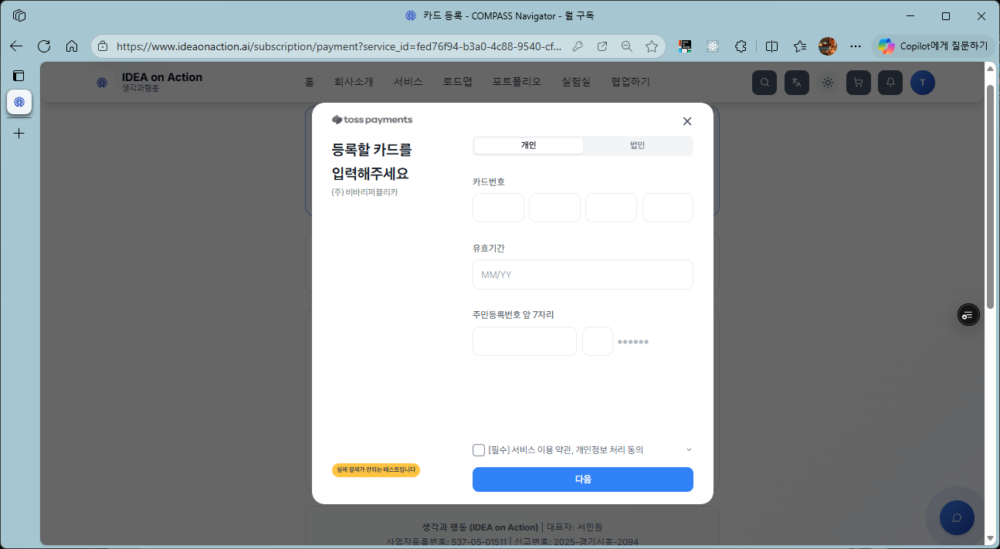 카드 등록 - COMPASS Navigator - 월 구독
https://www.ideaonaction.ai/subscription/payment?service_id=fed76f94-b3a0-4c88-9540-cf...
Copilot에게 질문하기
IDEA on Action
생각과행동
홈 회사소개 서비스 로드맵 포트폴리오 실험실 협업하기
T
toss payments
등록할 카드를
입력해주세요
(주) 비바리퍼블리카
개인 법인
카드번호
유효기간
MM/YY
주민등록번호 앞 7자리
[필수] 서비스 이용 약관, 개인정보 처리 동의
실제 결제가 안되는 테스트입니다
다음
생각과 행동 (IDEA on Action) | 대표자: 서민원
사업자등록번호: 537-05-01511 | 신고번호: 2025-경기시흥-2094